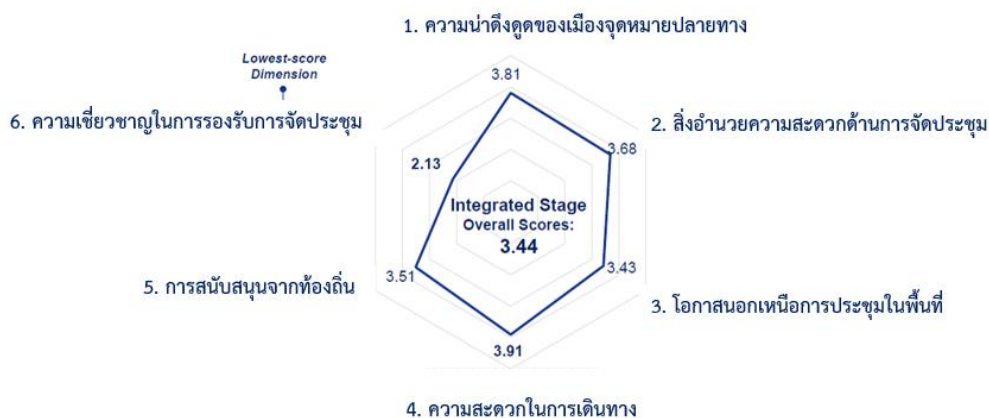 1. ความน่าดึงดูดของเมืองจุดหมายปลายทาง
3.81
Lowest-score
Dimension
6. ความเชี่ยวชาญในการรองรับการจัดประชุม
2. สิ่งอำนวยความสะดวกด้านการจัดประชุม
3.68
2.13
Integrated Stage
Overall Scores:
3.44
3.51
3.43
5. การสนับสนุนจากท้องถิ่น
3. โอกาสนอกเหนือการประชุมในพื้นที่
3.91
4. ความสะดวกในการเดินทาง